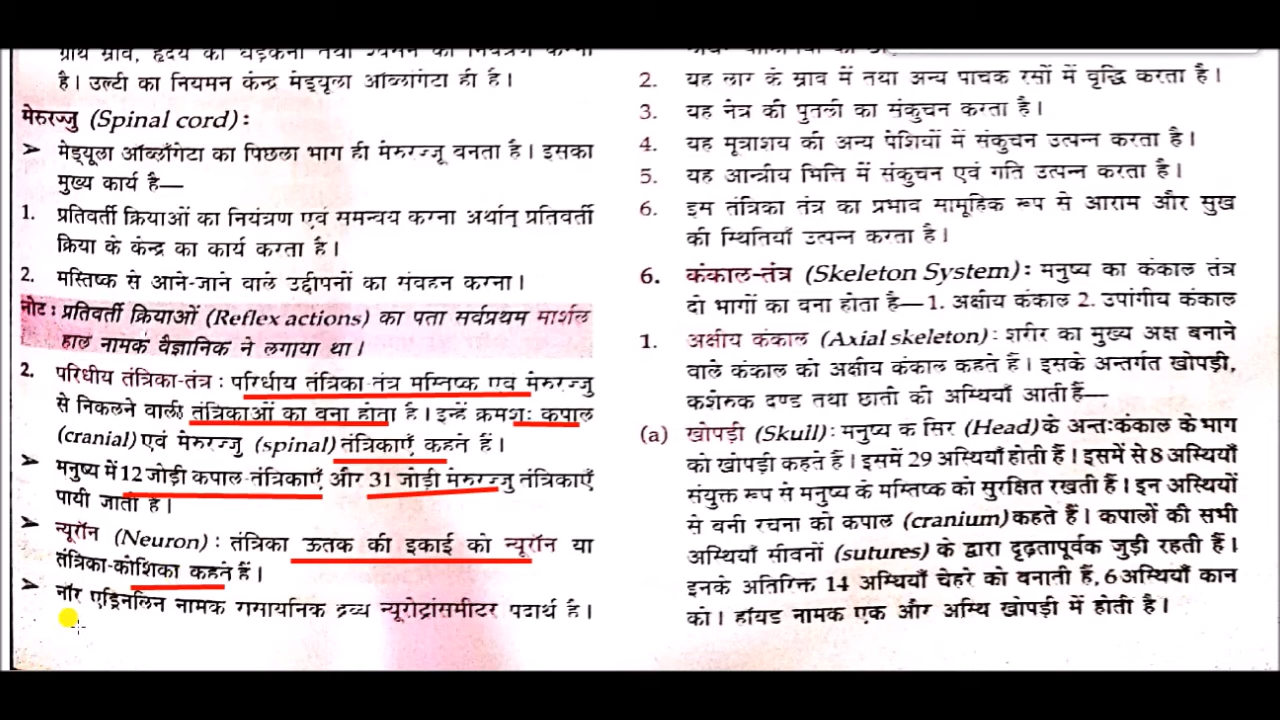 है। उल्टी का नियमन केन्द्र मेड्यूला ऑब्लांगेटा ही है।
मेरुरज्जु (Spinal cord) :
➤ मेड्यूला ऑब्लाँगेटा का पिछला भाग ही मेरुरज्जू बनता है। इसका
मुख्य कार्य है—
1. प्रतिवर्ती क्रियाओं का नियंत्रण एवं समन्वय करना अर्थात् प्रतिवर्ती
क्रिया के केन्द्र का कार्य करता है।
2. मस्तिष्क से आने-जाने वाले उद्दीपनों का संवहन करना।
नोट : प्रतिवर्ती क्रियाओं (Reflex actions) का पता सर्वप्रथम मार्शल
हाल नामक वैज्ञानिक ने लगाया था।
2. परिधीय तंत्रिका-तंत्र : परिधीय तंत्रिका-तंत्र मस्तिष्क एवं मेरुरज्जु
से निकलने वाली तंत्रिकाओं का बना होता है। इन्हें क्रमशः कपाल
(cranial) एवं मेरुरज्जु (spinal) तंत्रिकाएँ कहते हैं।
➤ मनुष्य में 12 जोड़ी कपाल-तंत्रिकाएँ और 31 जोड़ी मेरुरज्जु तंत्रिकाएँ
पायी जाती है।
➤ न्यूरॉन (Neuron) : तंत्रिका ऊतक की इकाई को न्यूरॉन या
तंत्रिका-कोशिका कहते हैं।
➤ नॉर एड्रिनलिन नामक रासायनिक द्रव्य न्यूरोट्रांसमीटर पदार्थ है।
2. यह लार के स्राव में तथा अन्य पाचक रसों में वृद्धि करता है।
3. यह नेत्र की पुतली का संकुचन करता है।
4. यह मूत्राशय की अन्य पेशियों में संकुचन उत्पन्न करता है।
5. यह आन्त्रीय भित्ति में संकुचन एवं गति उत्पन्न करता है।
6. इस तंत्रिका तंत्र का प्रभाव सामूहिक रूप से आराम और सुख
की स्थितियाँ उत्पन्न करता है।
6. कंकाल-तंत्र (Skeleton System) : मनुष्य का कंकाल तंत्र
दो भागों का बना होता है— 1. अक्षीय कंकाल 2. उपांगीय कंकाल
1. अक्षीय कंकाल (Axial skeleton) : शरीर का मुख्य अक्ष बनाने
वाले कंकाल को अक्षीय कंकाल कहते हैं। इसके अन्तर्गत खोपड़ी,
कशेरुक दण्ड तथा छाती की अस्थियाँ आती हैं—
(a) खोपड़ी (Skull) : मनुष्य के सिर (Head) के अन्तःकंकाल के भाग
को खोपड़ी कहते हैं। इसमें 29 अस्थियाँ होती हैं। इसमें से 8 अस्थियाँ
संयुक्त रूप से मनुष्य के मस्तिष्क को सुरक्षित रखती हैं। इन अस्थियों
से बनी रचना को कपाल (cranium) कहते हैं। कपालों की सभी
अस्थियाँ सीवनों (sutures) के द्वारा दृढ़तापूर्वक जुड़ी रहती हैं।
इनके अतिरिक्त 14 अस्थियाँ चेहरे को बनाती हैं, 6 अस्थियाँ कान
को। हॉयड नामक एक और अस्थि खोपड़ी में होती है।